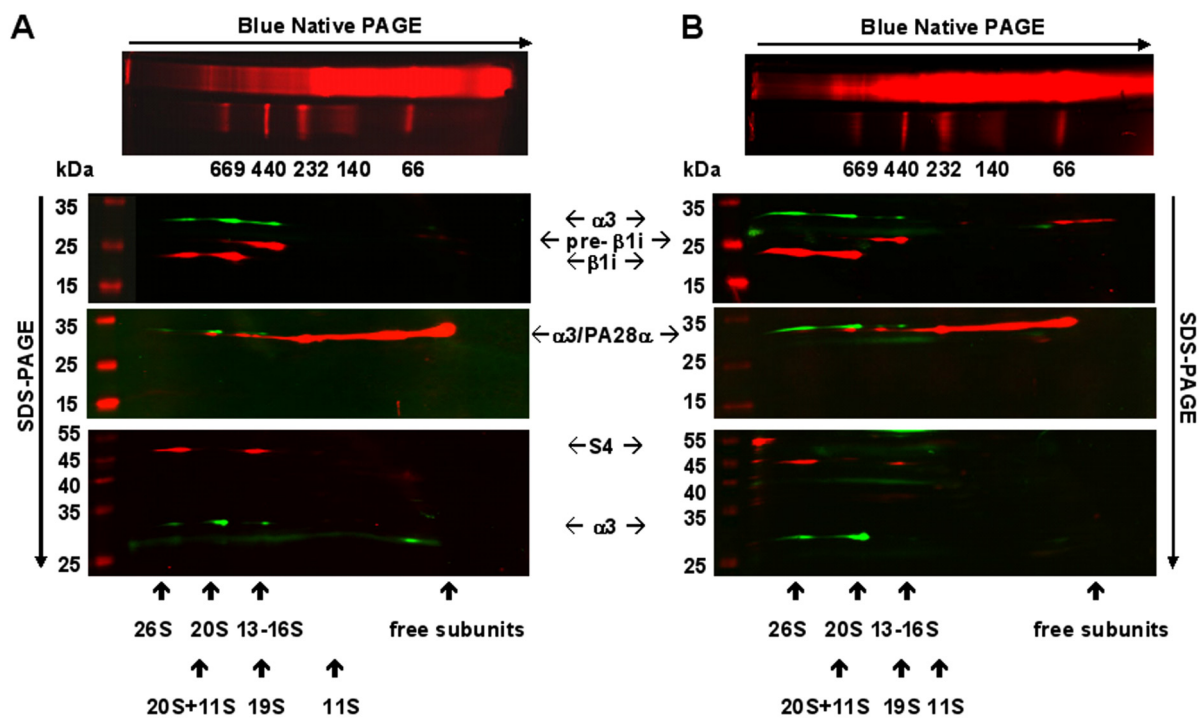 A
Blue Native PAGE
B
Blue Native PAGE
kDa
669 440 232 140 66
kDa
669 440 232 140 66
SDS-PAGE
35
25
15
35
25
15
55
45
40
35
25
← α3 →
← pre-β1i →
← β1i →
← α3/PA28α →
← S4 →
← α3 →
35
25
15
35
25
15
55
45
40
35
25
SDS-PAGE
26S 20S 13-16S free subunits
20S+11S 19S 11S
26S 20S 13-16S free subunits
20S+11S 19S 11S